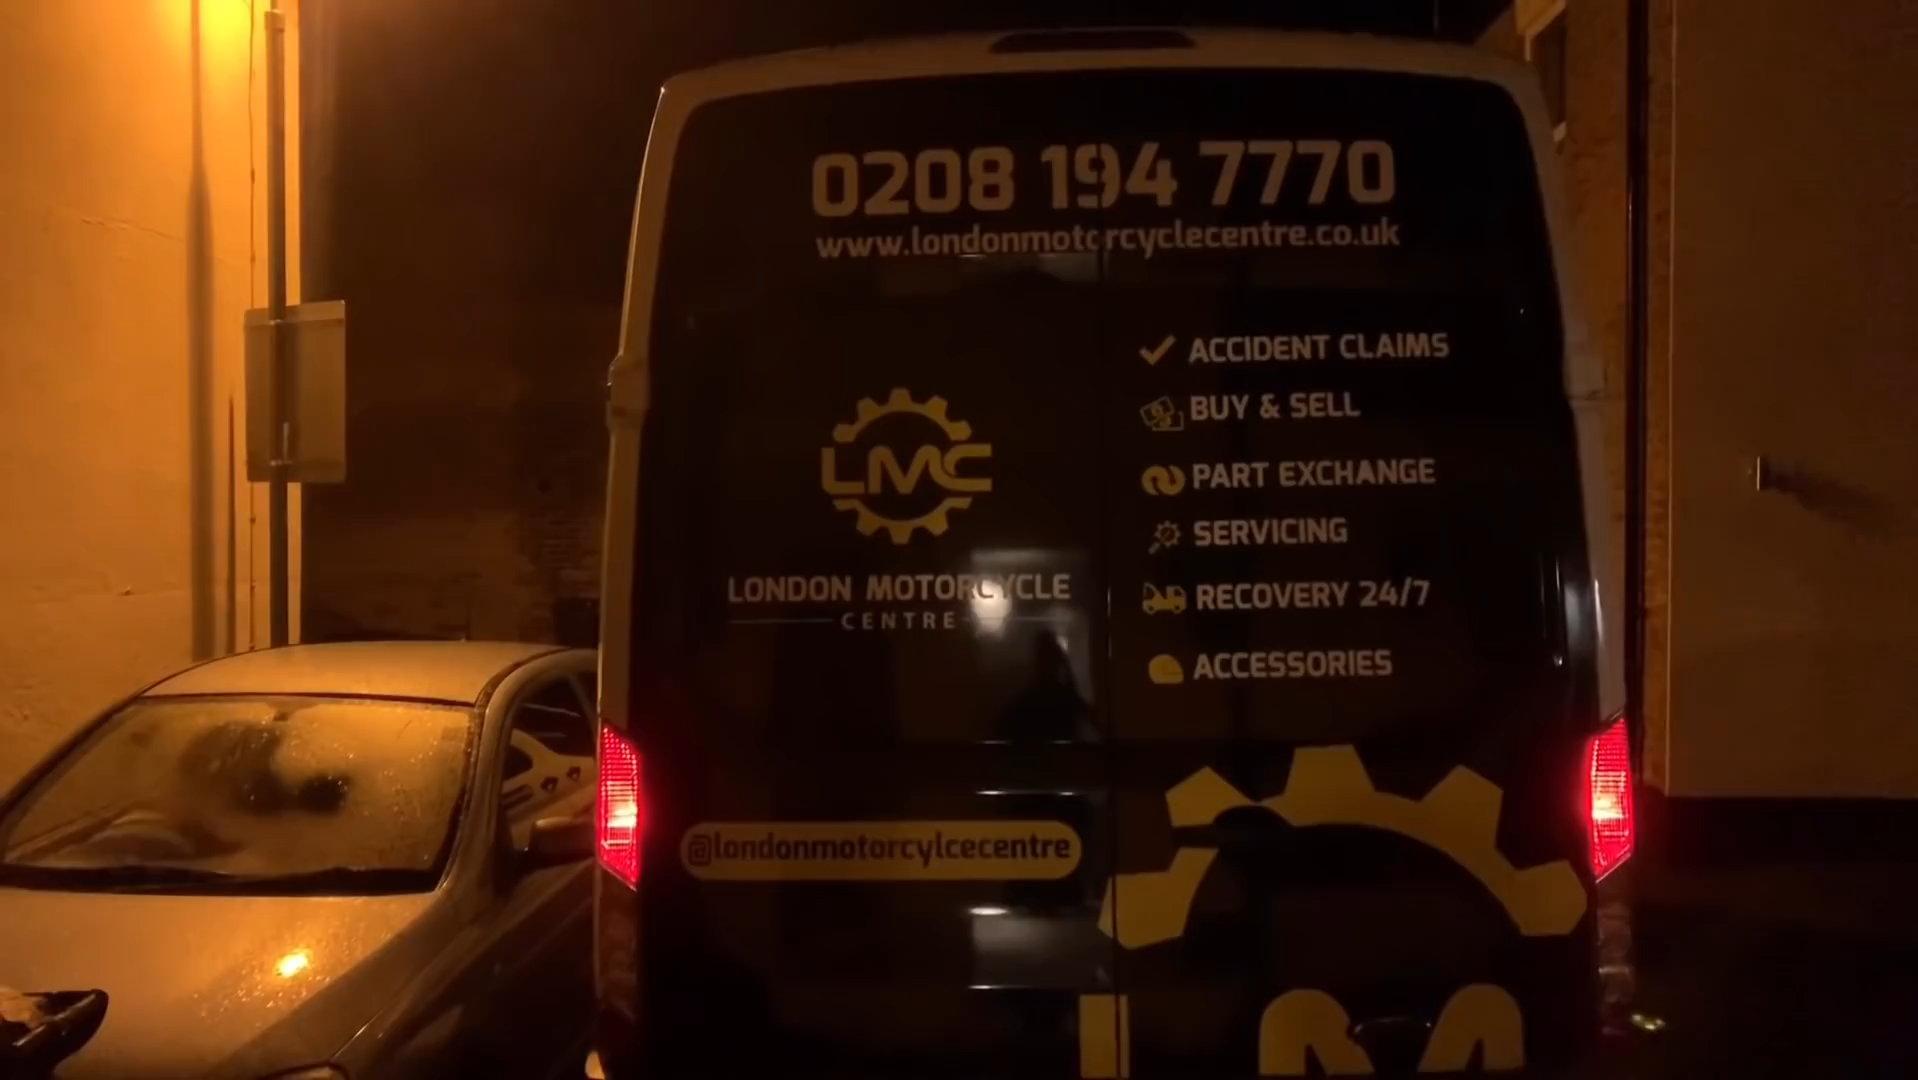 0208 194 7770
www.londonmotorcyclecentre.co.uk
LMC
LONDON MOTORCYCLE
CENTRE
ACCIDENT CLAIMS
BUY & SELL
PART EXCHANGE
SERVICING
RECOVERY 24/7
ACCESSORIES
@londonmotorcylcecentre